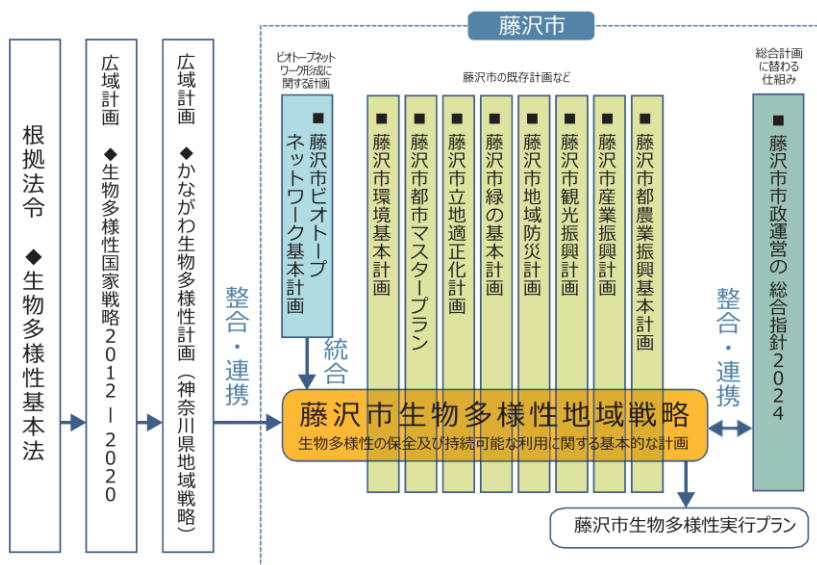 藤沢市
根拠法令　◆生物多様性基本法
広域計画　◆生物多様性国家戦略2012－2020
広域計画　◆かながわ生物多様性計画（神奈川県地域戦略）
整合・連携
ビオトープネット
ワーク形成に
関する計画
■藤沢市ビオトープ
ネットワーク基本計画
統合
藤沢市の既存計画など
■藤沢市環境基本計画
■藤沢市都市マスタープラン
■藤沢市立地適正化計画
■藤沢市緑の基本計画
■藤沢市地域防災計画
■藤沢市観光振興計画
■藤沢市産業振興計画
■藤沢市都農業振興基本計画
藤沢市生物多様性地域戦略
生物多様性の保全及び持続可能な利用に関する基本的な計画
整合・連携
総合計画
に替わる
仕組み
■藤沢市市政運営の 総合指針2024
藤沢市生物多様性実行プラン